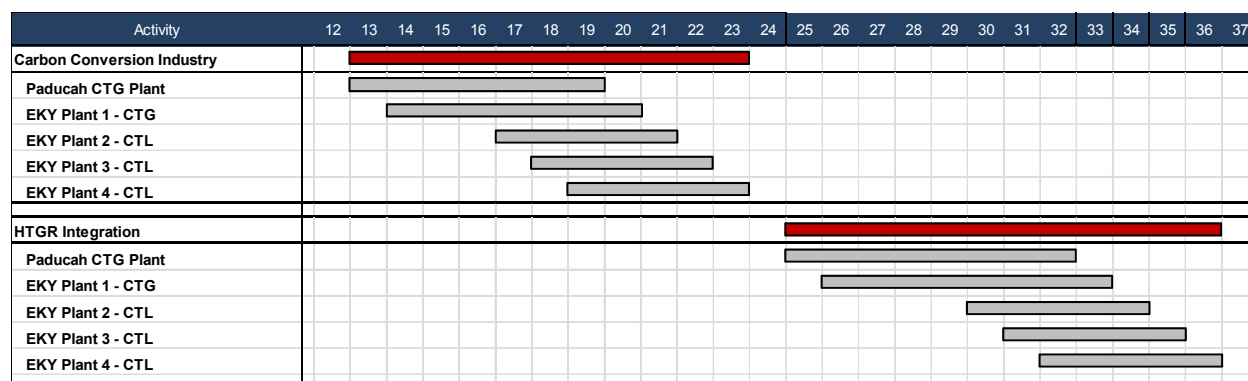 Activity 12 13 14 15 16 17 18 19 20 21 22 23 24 25 26 27 28 29 30 31 32 33 34 35 36 37
Carbon Conversion Industry
Paducah CTG Plant
EKY Plant 1 - CTG
EKY Plant 2 - CTL
EKY Plant 3 - CTL
EKY Plant 4 - CTL
HTGR Integration
Paducah CTG Plant
EKY Plant 1 - CTG
EKY Plant 2 - CTL
EKY Plant 3 - CTL
EKY Plant 4 - CTL